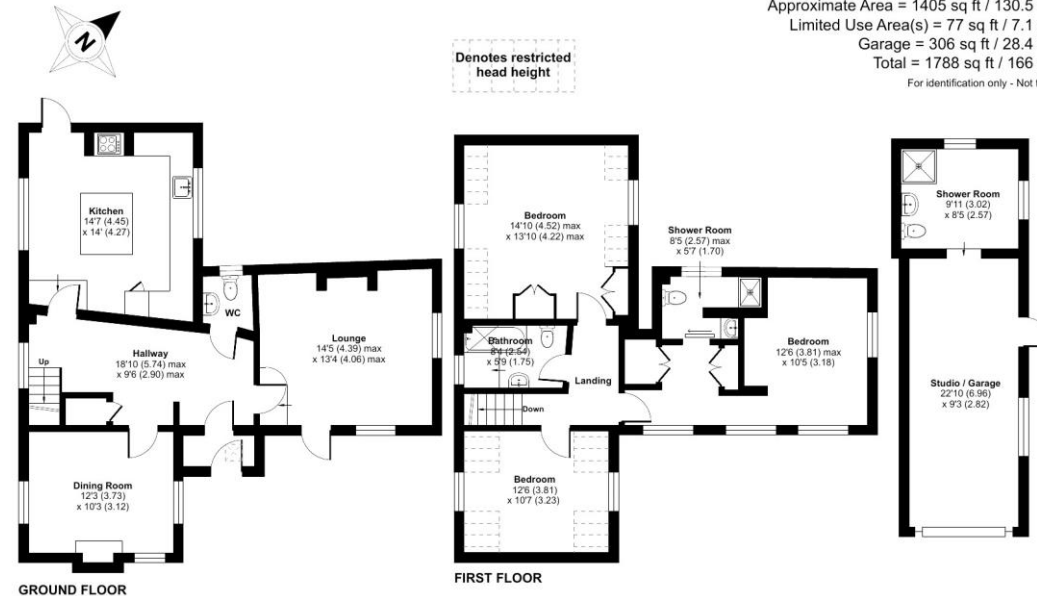 Approximate Area = 1405 sq ft / 130.5
Limited Use Area(s) = 77 sq ft / 7.1
Garage = 306 sq ft / 28.4
Total = 1788 sq ft / 166
For identification only - Not
N
Denotes restricted
head height
Kitchen
14'7 (4.45)
x 14' (4.27)
WC
Up
Hallway
18'10 (5.74) max
x 9'6 (2.90) max
Lounge
14'5 (4.39) max
x 13'4 (4.06) max
Dining Room
12'3 (3.73)
x 10'3 (3.12)
GROUND FLOOR
Bedroom
14'10 (4.52) max
x 13'10 (4.22) max
Shower Room
8'5 (2.57) max
x 5'7 (1.70)
Bathroom
8'4 (2.54)
x 5'9 (1.75)
Landing
Down
Bedroom
12'6 (3.81) max
x 10'5 (3.18)
Bedroom
12'6 (3.81)
x 10'7 (3.23)
FIRST FLOOR
Shower Room
9'11 (3.02)
x 8'5 (2.57)
Studio / Garage
22'10 (6.96)
x 9'3 (2.82)